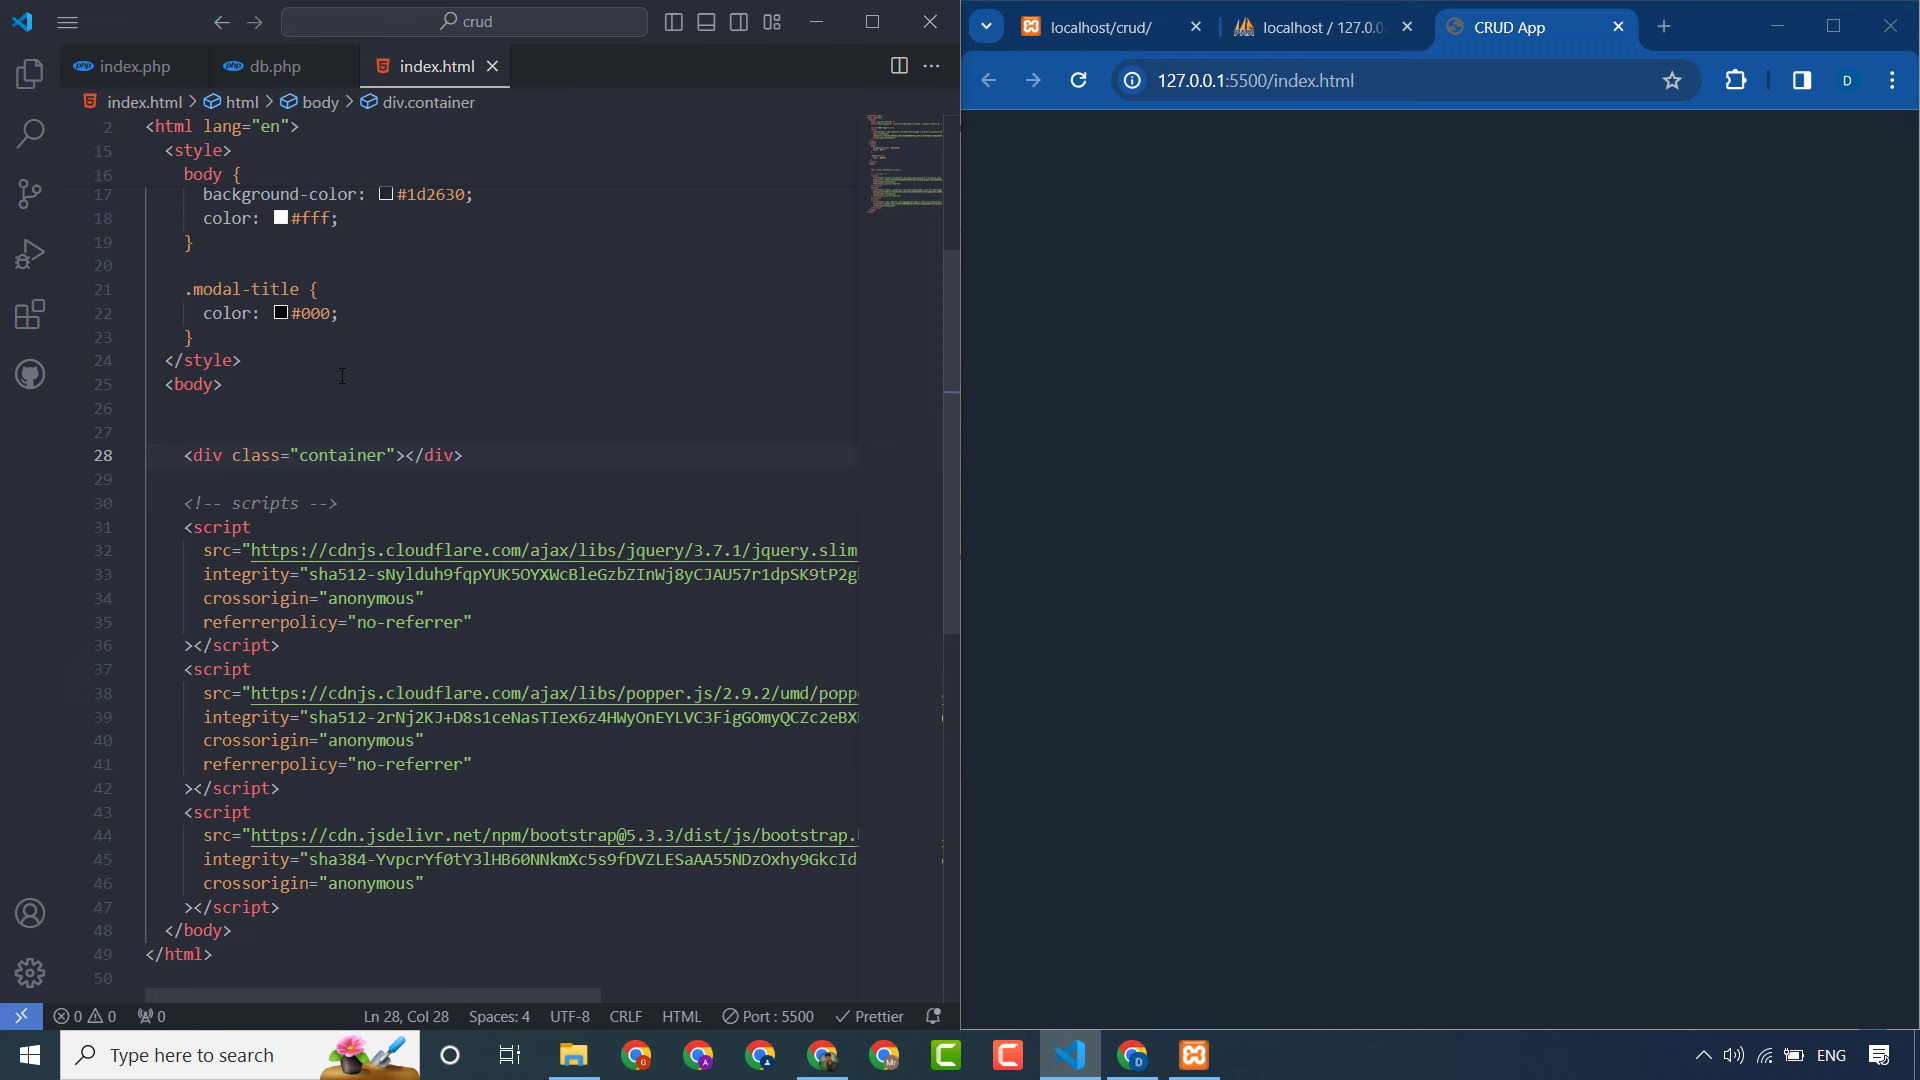 crud
index.php
db.php
index.html
index.html > html > body > div.container
2 <html lang="en">
15 <style>
16 body {
17 background-color: #1d2630;
18 color: #fff;
19 }
20
21 .modal-title {
22 color: #000;
23 }
24 </style>
25 <body>
26
27
28 <div class="container"></div>
29
30 <!-- scripts -->
31 <script
32 src="https://cdnjs.cloudflare.com/ajax/libs/jquery/3.7.1/jquery.slim
33 integrity="sha512-sNylduh9fqpYUK5OYXWcBleGzbZInWj8yCJAU57r1dpSK9tP2g
34 crossorigin="anonymous"
35 referrerpolicy="no-referrer"
36 ></script>
37 <script
38 src="https://cdnjs.cloudflare.com/ajax/libs/popper.js/2.9.2/umd/popp
39 integrity="sha512-2rNj2KJ+D8s1ceNasTIex6z4HWyOnEYLVC3FigGOmyQCZc2eBX
40 crossorigin="anonymous"
41 referrerpolicy="no-referrer"
42 ></script>
43 <script
44 src="https://cdn.jsdelivr.net/npm/bootstrap@5.3.3/dist/js/bootstrap.
45 integrity="sha384-YvpcrYf0tY3lHB60NNkmXc5s9fDVZLESaAA55NDzOxhy9GkcId
46 crossorigin="anonymous"
47 ></script>
48 </body>
49 </html>
50
0 0 0 Ln 28, Col 28 Spaces: 4 UTF-8 CRLF HTML Port : 5500 Prettier
localhost/crud/
localhost / 127.0.0.
CRUD App
127.0.0.1:5500/index.html
D
Type here to search
ENG